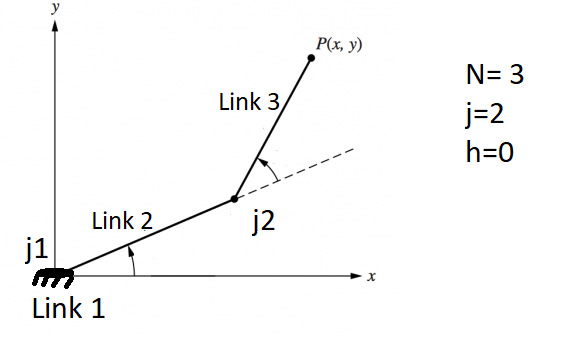 y
P(x, y)
N= 3
Link 3
j=2
h=0
Link 2
j2
j1
x
Link 1